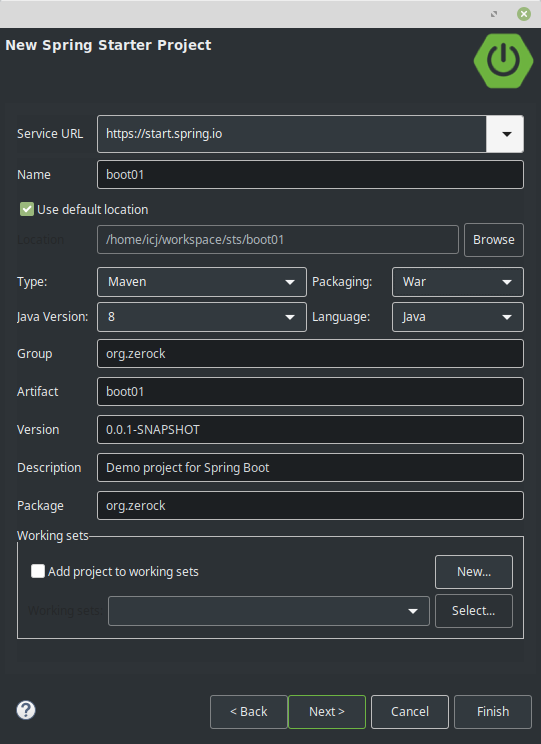 New Spring Starter Project
Service URL https://start.spring.io
Name boot01
Use default location
Location: /home/icj/workspace/sts/boot01 Browse
Type: Maven Packaging: War
Java Version: 8 Language: Java
Group org.zerock
Artifact boot01
Version 0.0.1-SNAPSHOT
Description Demo project for Spring Boot
Package org.zerock
Working sets
Add project to working sets New...
Working sets: Select...
? < Back Next > Cancel Finish